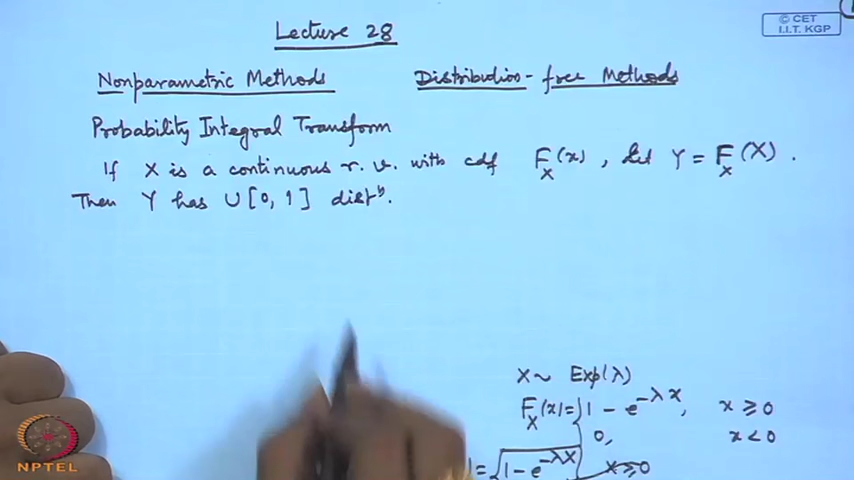 Lecture 28
© CET
I.I.T. KGP
Nonparametric Methods Distribution-free Methods
Probability Integral Transform
If X is a continuous r.v. with cdf F_X(x), let Y = F_X(X).
Then Y has U[0, 1] distⁿ.
X ~ Exp(λ)
F_X(x) = { 1 - e^{-λx}, x ≥ 0
0, x < 0
= 1 - e^{-λX} X ≥ 0
NPTEL